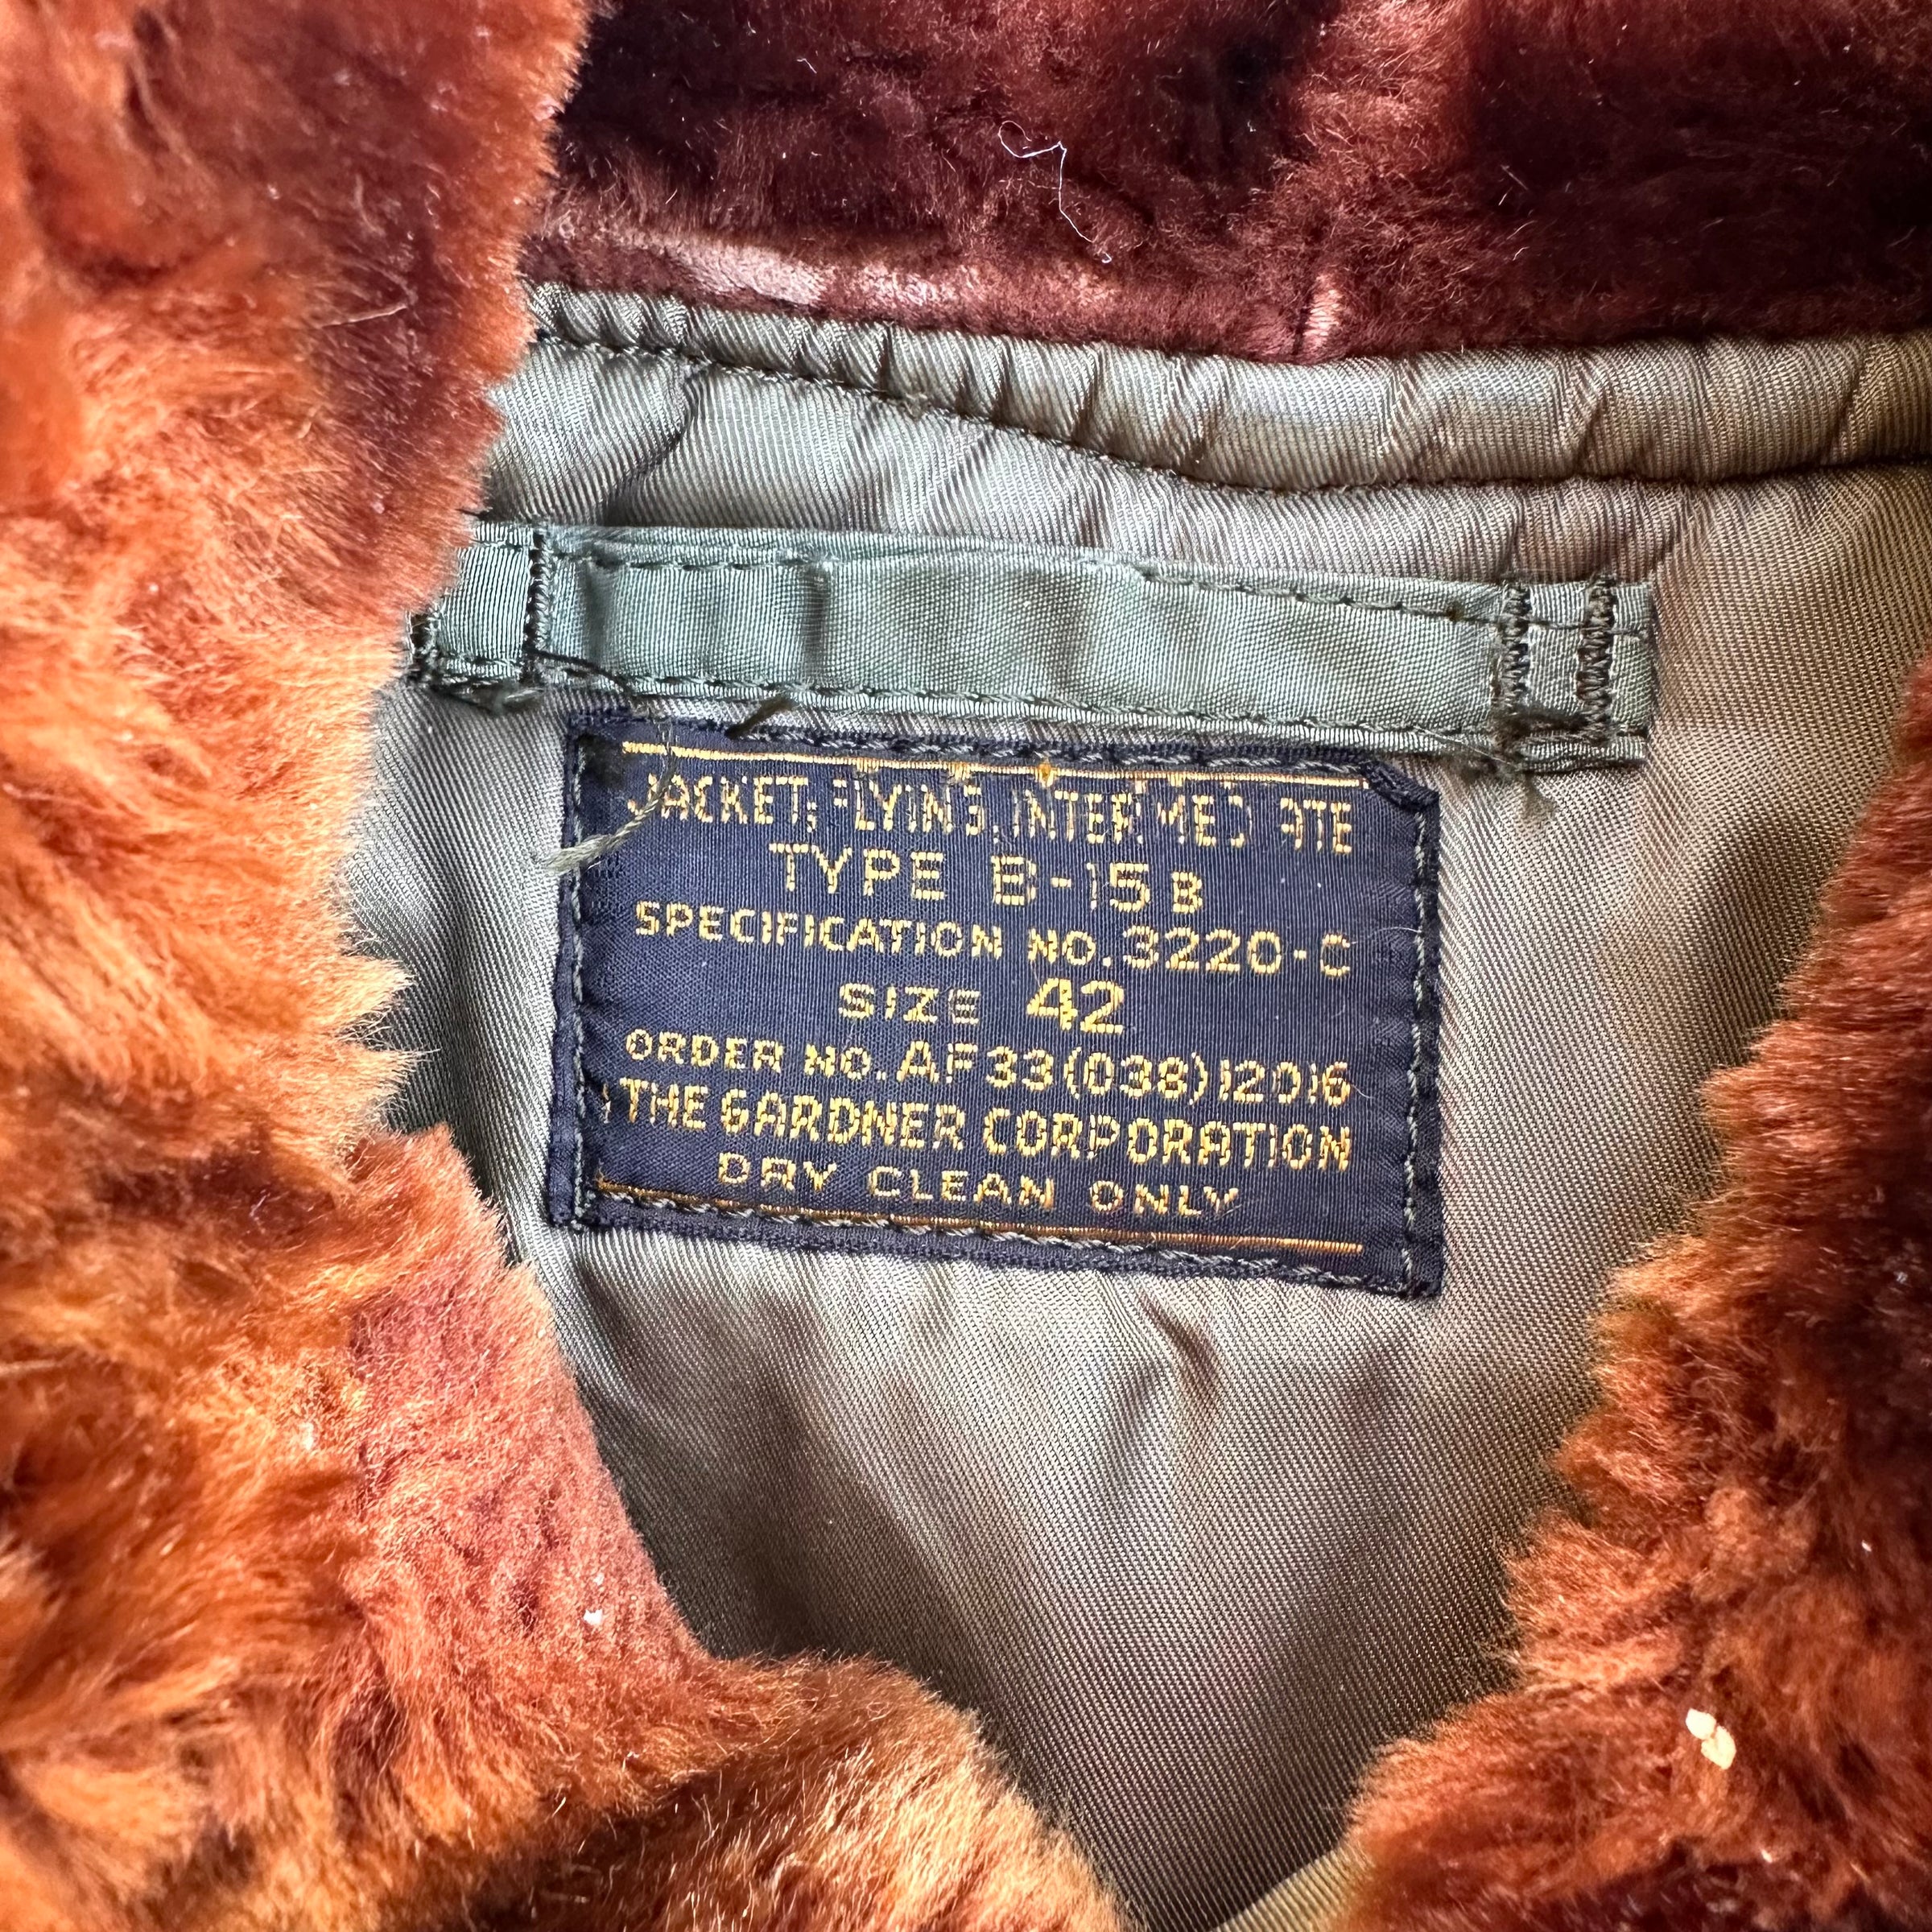 JACKET, FLYING, INTERMEDIATE
TYPE B-15B
SPECIFICATION NO. 3220-C
SIZE 42
ORDER NO. AF33(038)12016
THE GARDNER CORPORATION
DRY CLEAN ONLY